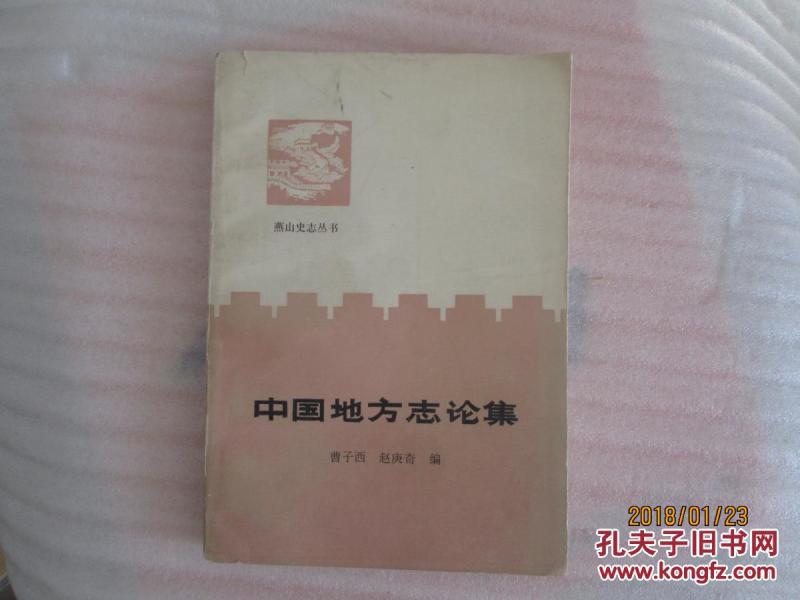 燕山史志丛书
中国地方志论集
曹子西 赵庚奇 编
2018/01/23
孔夫子旧书网
www.kongfz.com